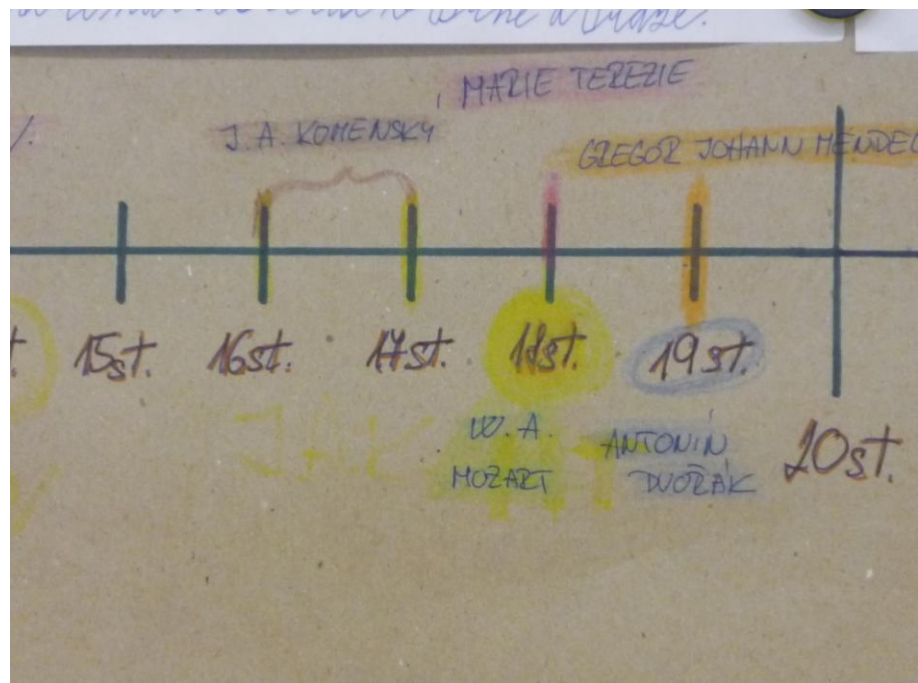 MARIE TEREZIE
J. A. KOMENSKÝ
GREGOR JOHANN MENDEL
15st. 16st. 17st. 18st. 19st.
20st.
W. A.
MOZART
ANTONÍN
DVOŘÁK